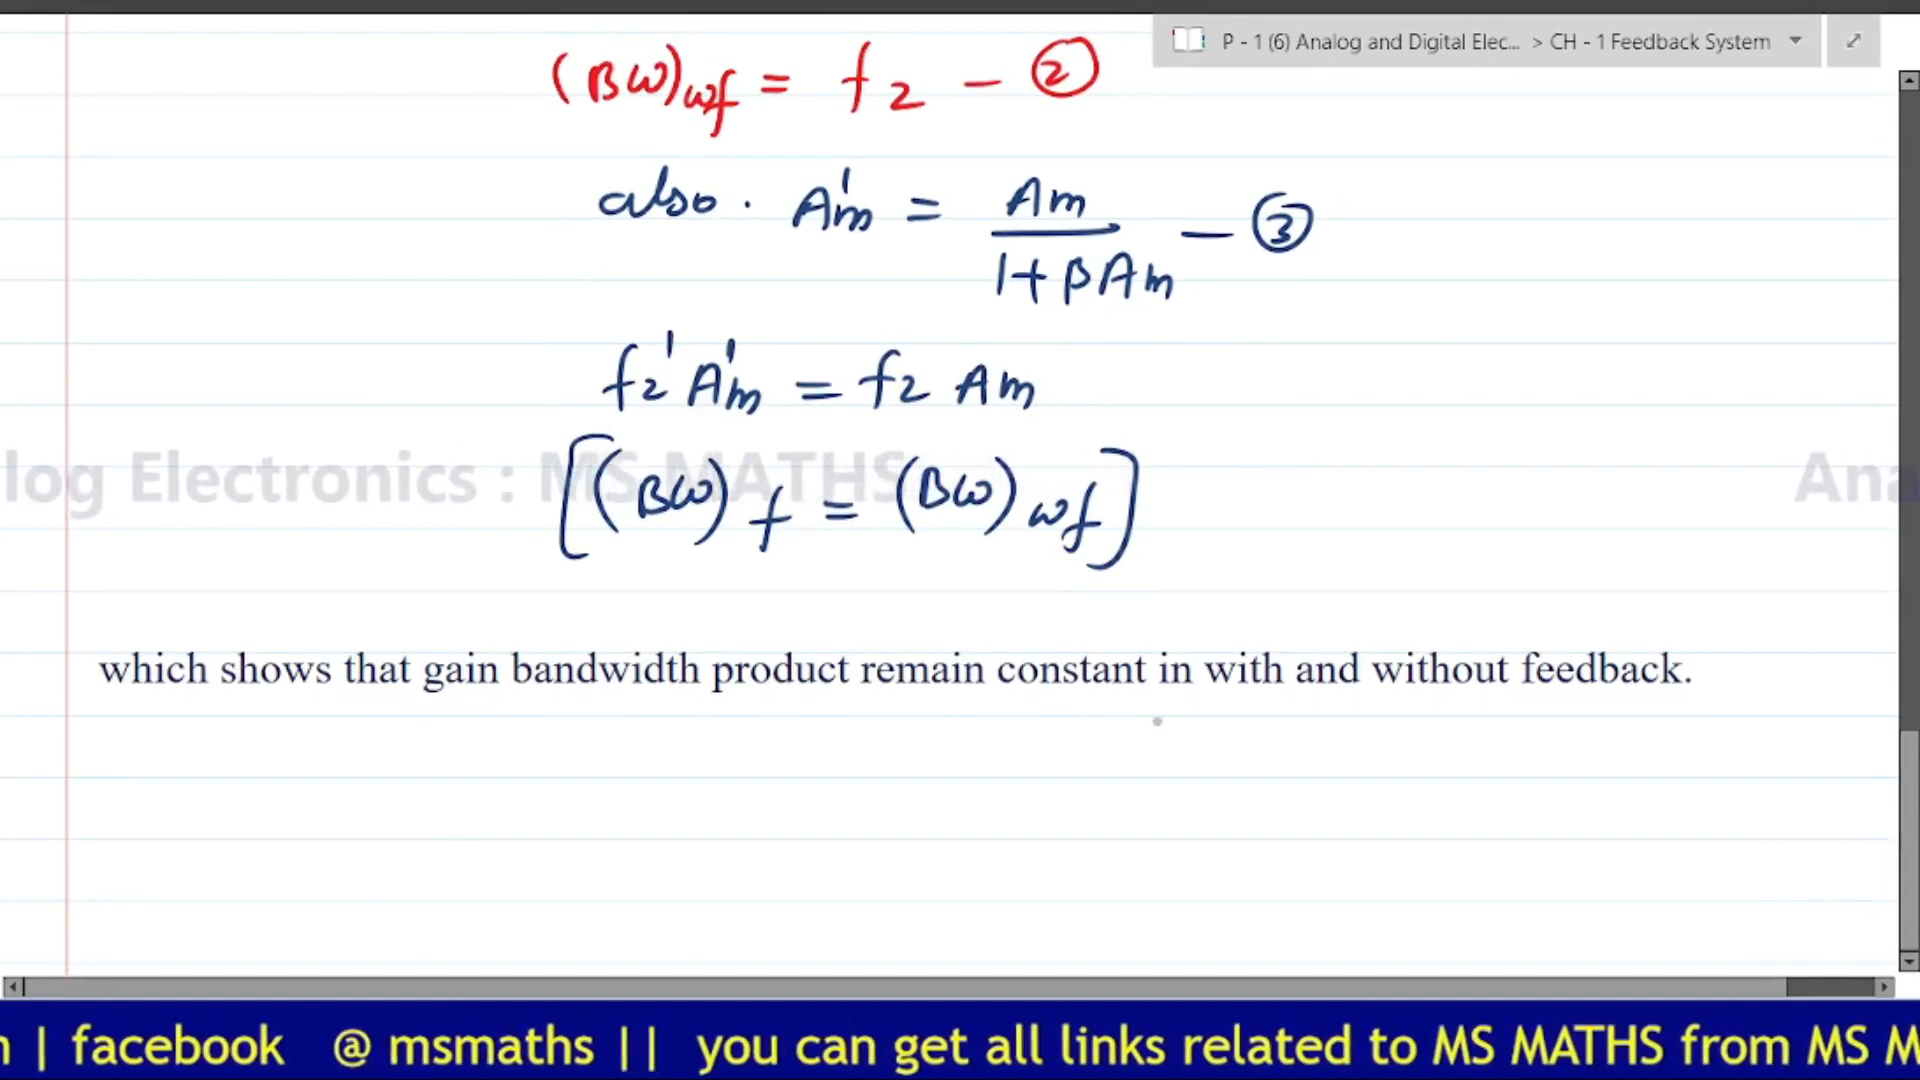 P - 1 (6) Analog and Digital Elec... > CH - 1 Feedback System
(BW)wf = f2 - ②
also. A'm = Am / 1+βAm - ③
f2' A'm = f2 Am
log Electronics : MS MATHS
Ana
[(BW)f = (BW)wf]
which shows that gain bandwidth product remain constant in with and without feedback.
n | facebook @ msmaths || you can get all links related to MS MATHS from MS M